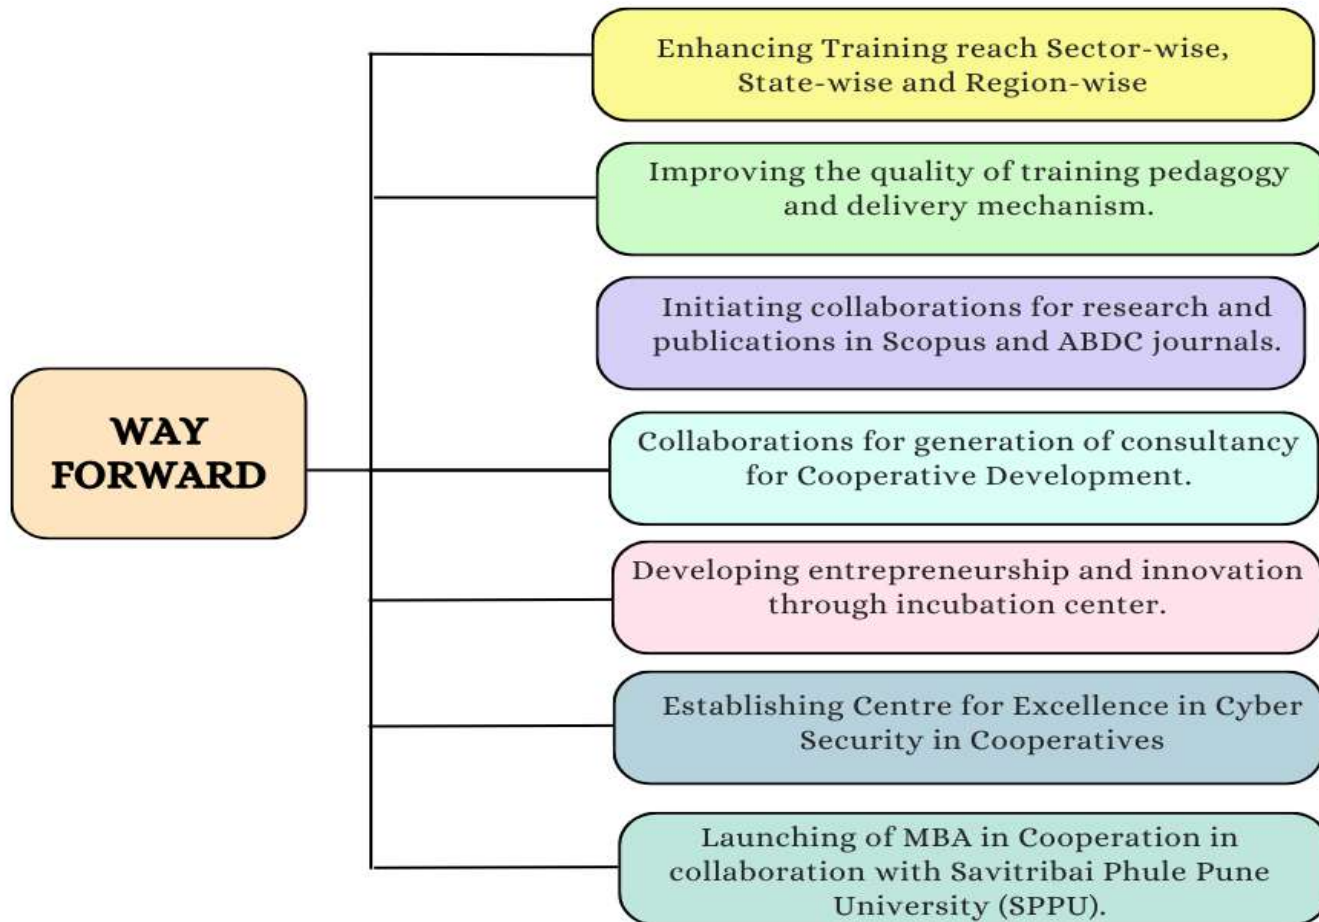 WAY
FORWARD
Enhancing Training reach Sector-wise,
State-wise and Region-wise
Improving the quality of training pedagogy
and delivery mechanism.
Initiating collaborations for research and
publications in Scopus and ABDC journals.
Collaborations for generation of consultancy
for Cooperative Development.
Developing entrepreneurship and innovation
through incubation center.
Establishing Centre for Excellence in Cyber
Security in Cooperatives
Launching of MBA in Cooperation in
collaboration with Savitribai Phule Pune
University (SPPU).